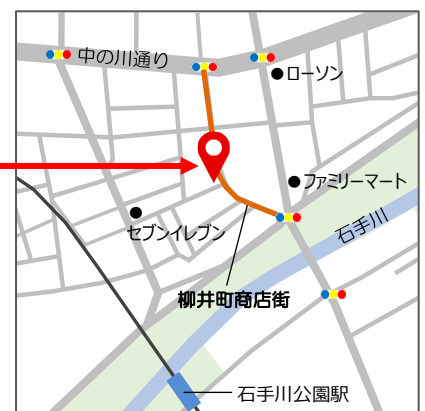 中の川通り
ローソン
ファミリーマート
セブンイレブン
石手川
柳井町商店街
石手川公園駅